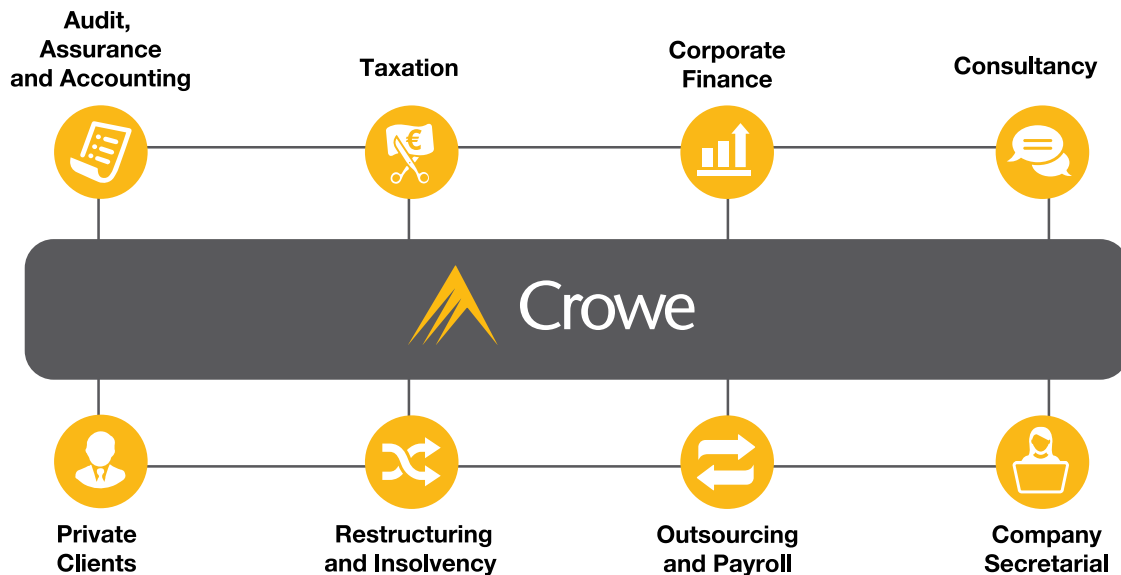 Audit,
Assurance
and Accounting
Taxation
Corporate
Finance
Consultancy
€
Crowe
Private
Clients
Restructuring
and Insolvency
Outsourcing
and Payroll
Company
Secretarial